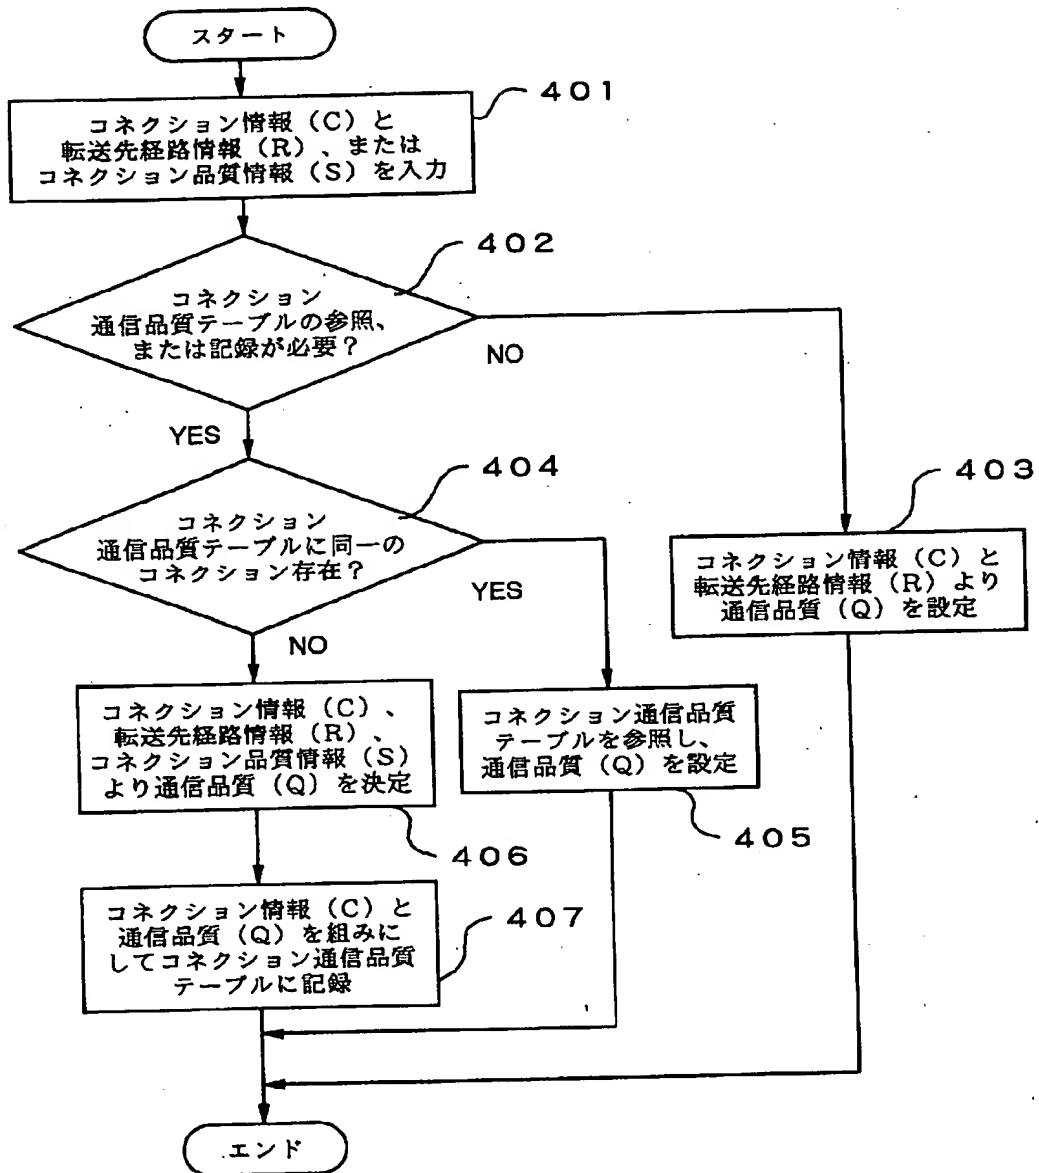 スタート
401
コネクション情報（C）と
転送先経路情報（R）、または
コネクション品質情報（S）を入力
402
コネクション
通信品質テーブルの参照、
または記録が必要？
NO
YES
404
コネクション
通信品質テーブルに同一の
コネクション存在？
YES
NO
403
コネクション情報（C）と
転送先経路情報（R）より
通信品質（Q）を設定
コネクション情報（C）、
転送先経路情報（R）、
コネクション品質情報（S）
より通信品質（Q）を決定
406
コネクション通信品質
テーブルを参照し、
通信品質（Q）を設定
405
コネクション情報（C）と
通信品質（Q）を組みに
してコネクション通信品質
テーブルに記録
407
エンド